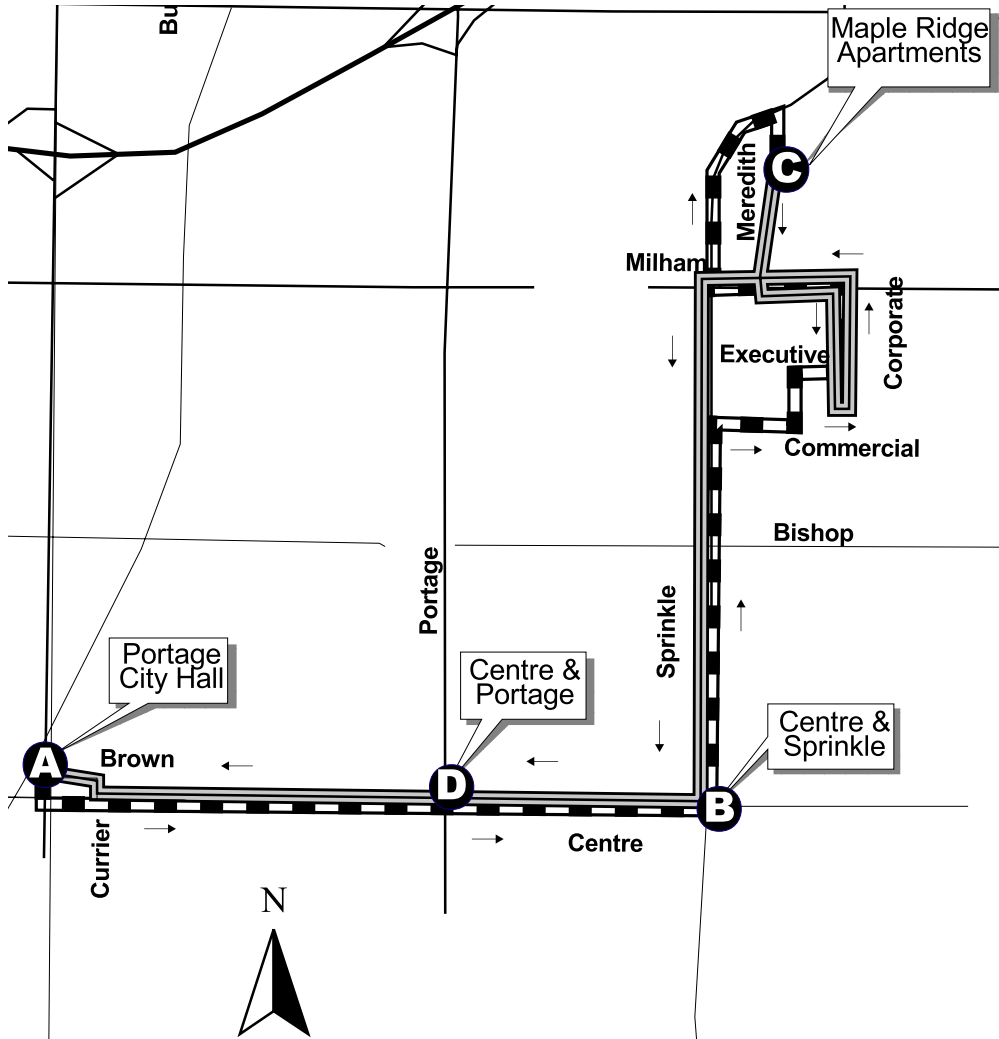 Bu
Maple Ridge
Apartments
C
Meredith
Milham
Corporate
Executive
Commercial
Bishop
Portage
Sprinkle
Portage
City Hall
Centre &
Portage
Centre &
Sprinkle
A
Brown
D
B
Currier
Centre
N